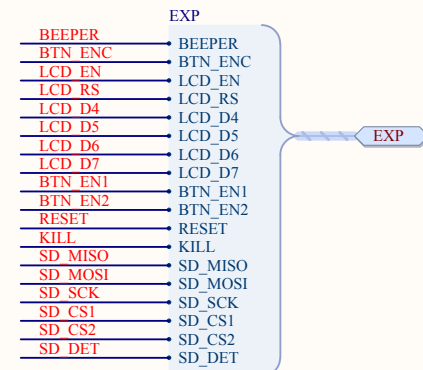 EXP
BEEPER BEEPER
BTN_ENC BTN_ENC
LCD_EN LCD_EN
LCD_RS LCD_RS
LCD_D4 LCD_D4
LCD_D5 LCD_D5
EXP
LCD_D6 LCD_D6
LCD_D7 LCD_D7
BTN_EN1 BTN_EN1
BTN_EN2 BTN_EN2
RESET RESET
KILL KILL
SD_MISO SD_MISO
SD_MOSI SD_MOSI
SD_SCK SD_SCK
SD_CS1 SD_CS1
SD_CS2 SD_CS2
SD_DET SD_DET